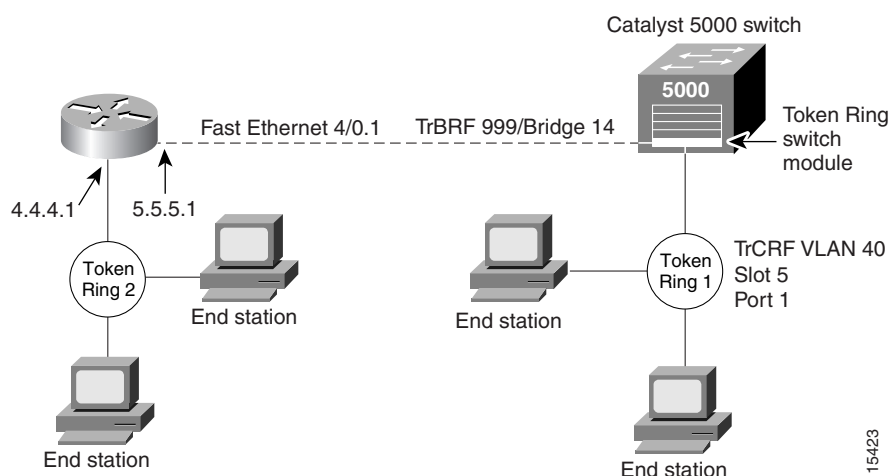 Catalyst 5000 switch
5000
Fast Ethernet 4/0.1
TrBRF 999/Bridge 14
Token Ring
switch
module
4.4.4.1
5.5.5.1
Token
Ring 2
End station
End station
Token
Ring 1
TrCRF VLAN 40
Slot 5
Port 1
End station
End station
15423